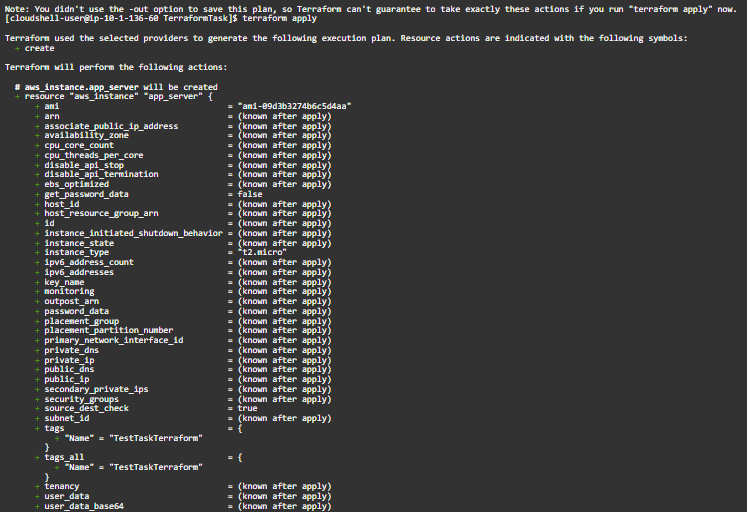 Note: You didn't use the -out option to save this plan, so Terraform can't guarantee to take exactly these actions if you run "terraform apply" now.
[cloudshell-user@ip-10-1-136-60 TerraformTask]$ terraform apply
Terraform used the selected providers to generate the following execution plan. Resource actions are indicated with the following symbols:
+ create
Terraform will perform the following actions:
# aws_instance.app_server will be created
+ resource "aws_instance" "app_server" {
+ ami = "ami-09d3b3274b6c5d4aa"
+ arn = (known after apply)
+ associate_public_ip_address = (known after apply)
+ availability_zone = (known after apply)
+ cpu_core_count = (known after apply)
+ cpu_threads_per_core = (known after apply)
+ disable_api_stop = (known after apply)
+ disable_api_termination = (known after apply)
+ ebs_optimized = (known after apply)
+ get_password_data = false
+ host_id = (known after apply)
+ host_resource_group_arn = (known after apply)
+ id = (known after apply)
+ instance_initiated_shutdown_behavior = (known after apply)
+ instance_state = (known after apply)
+ instance_type = "t2.micro"
+ ipv6_address_count = (known after apply)
+ ipv6_addresses = (known after apply)
+ key_name = (known after apply)
+ monitoring = (known after apply)
+ outpost_arn = (known after apply)
+ password_data = (known after apply)
+ placement_group = (known after apply)
+ placement_partition_number = (known after apply)
+ primary_network_interface_id = (known after apply)
+ private_dns = (known after apply)
+ private_ip = (known after apply)
+ public_dns = (known after apply)
+ public_ip = (known after apply)
+ secondary_private_ips = (known after apply)
+ security_groups = (known after apply)
+ source_dest_check = true
+ subnet_id = (known after apply)
+ tags = {
+ "Name" = "TestTaskTerraform"
}
+ tags_all = {
+ "Name" = "TestTaskTerraform"
}
+ tenancy = (known after apply)
+ user_data = (known after apply)
+ user_data_base64 = (known after apply)